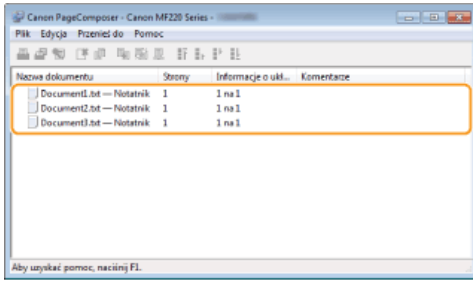 Canon PageComposer - Canon MF220 Series -
Plik Edycja Przenieś do Pomoc
Nazwa dokumentu Strony Informacje o ukł... Komentarze
Document1.txt — Notatnik 1 1 na 1
Document2.txt — Notatnik 1 1 na 1
Document3.txt — Notatnik 1 1 na 1
Aby uzyskać pomoc, naciśnij F1.